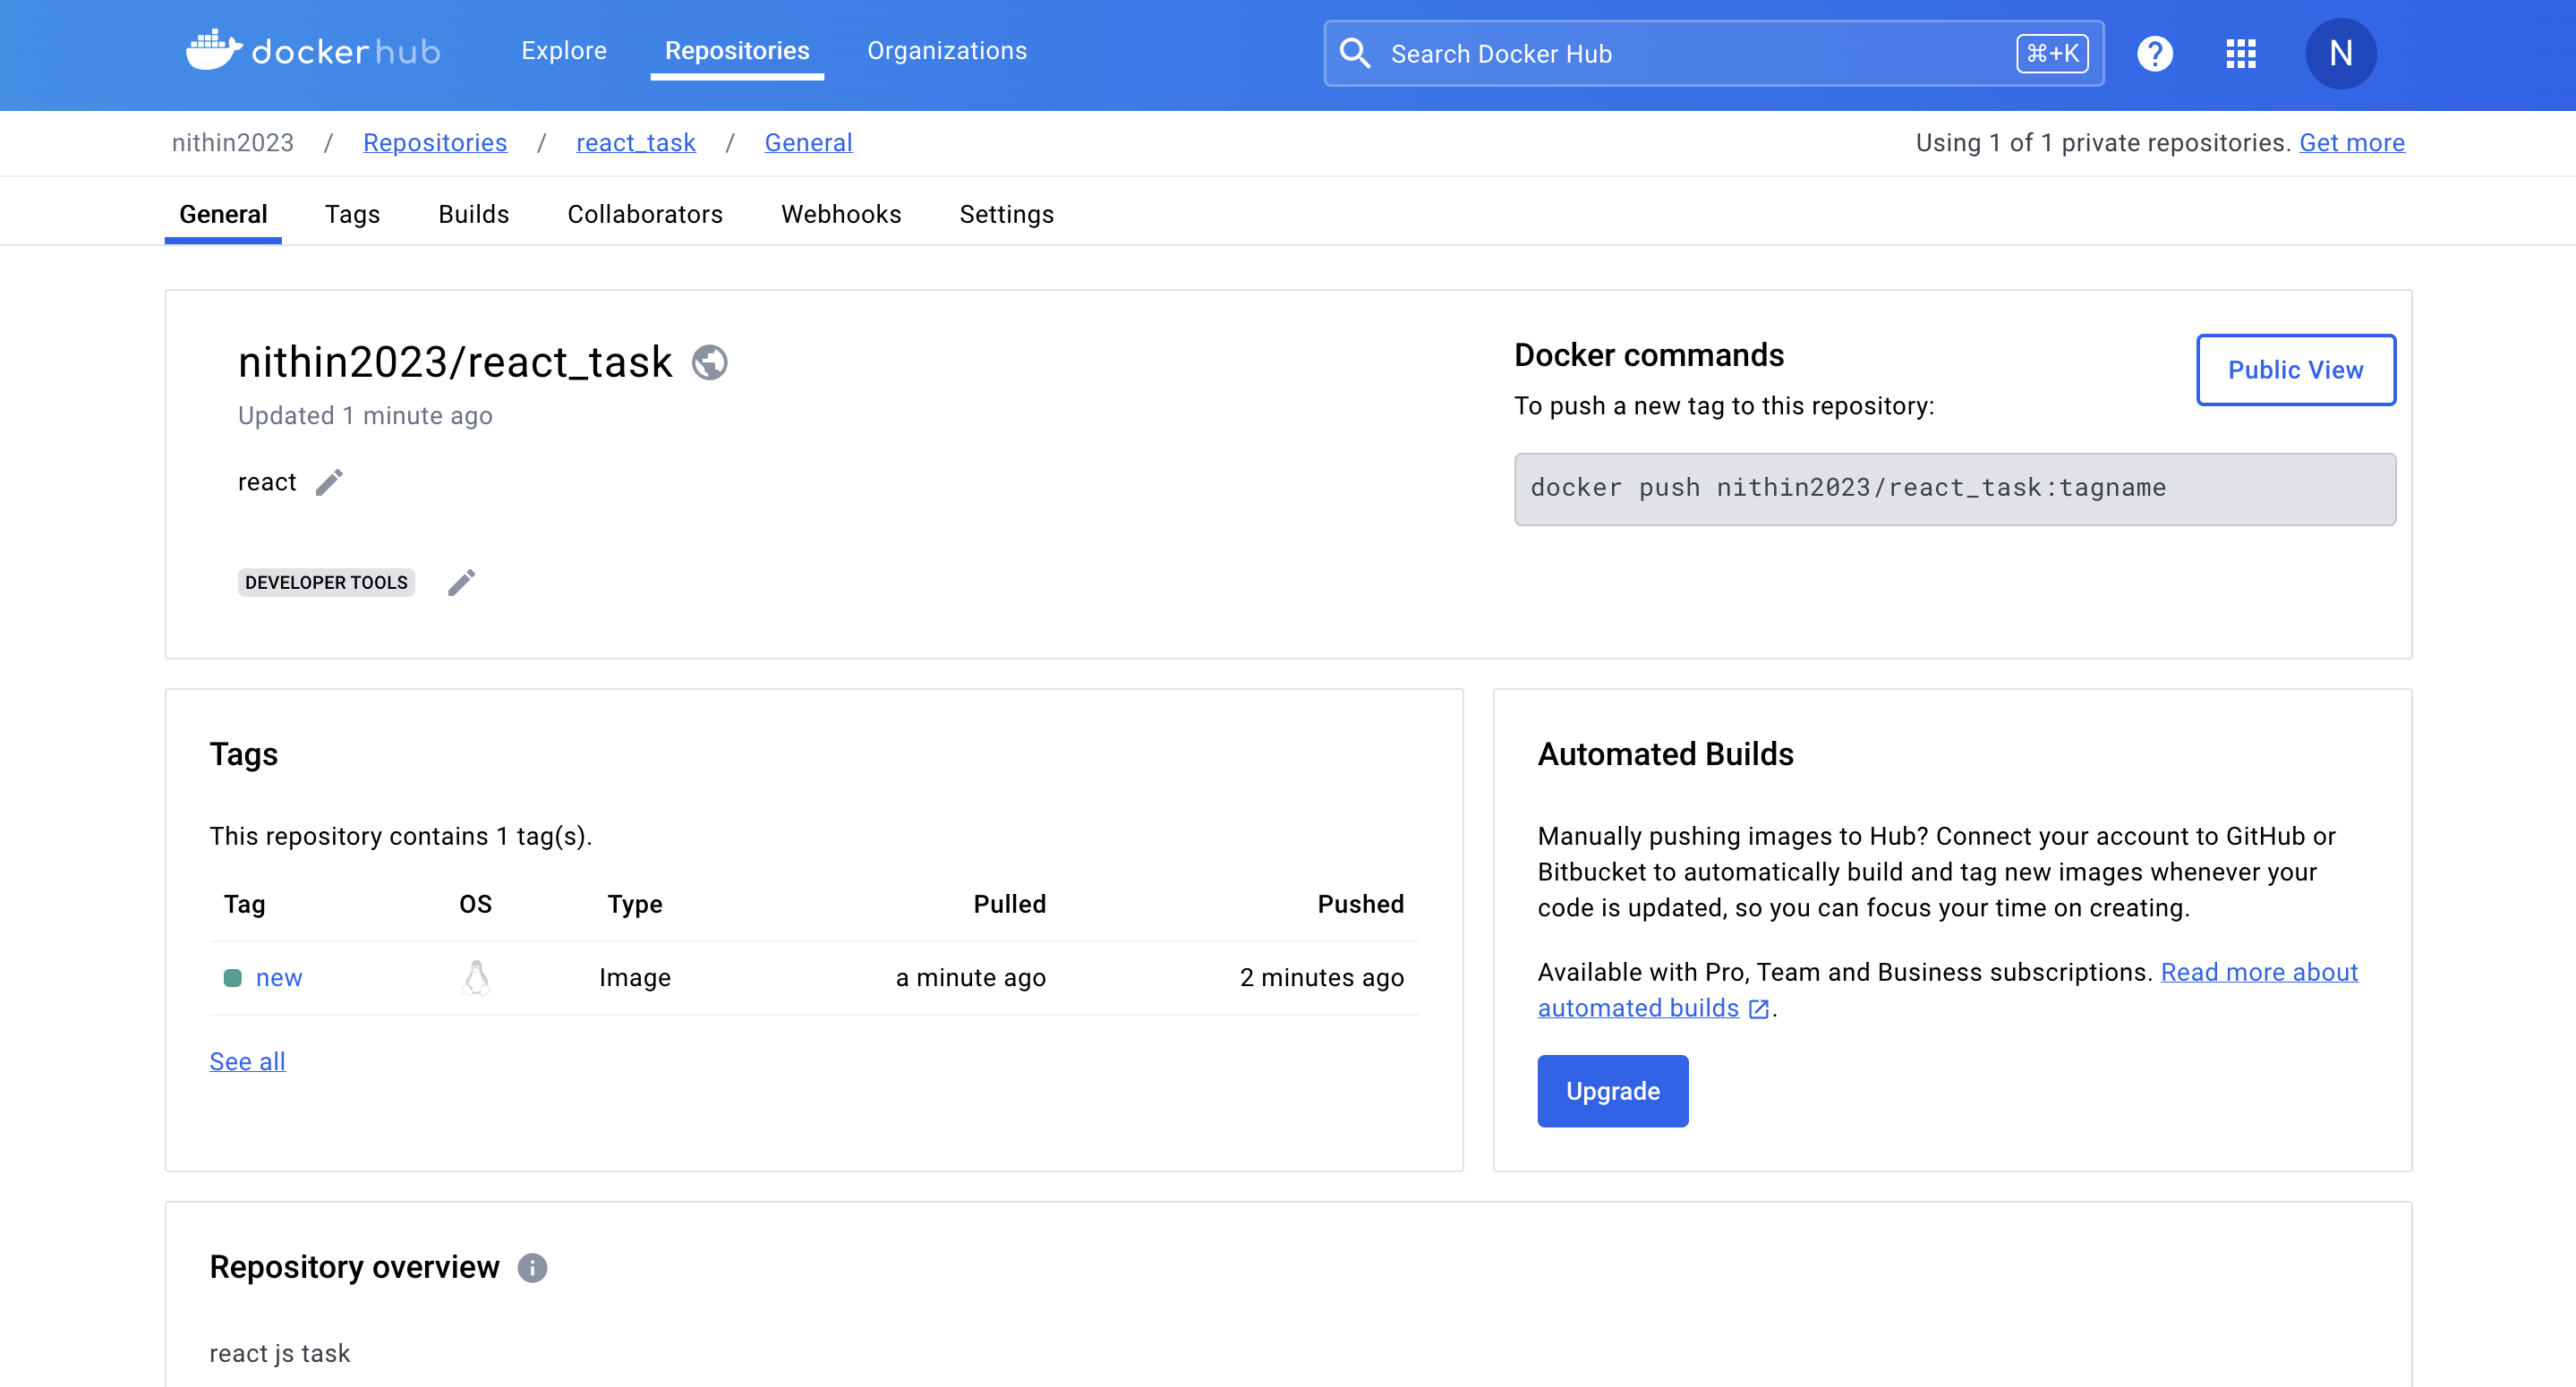 docker hub Explore Repositories Organizations Search Docker Hub ⌘+K ? N
nithin2023 / Repositories / react_task / General Using 1 of 1 private repositories. Get more
General Tags Builds Collaborators Webhooks Settings
nithin2023/react_task
Updated 1 minute ago
react
DEVELOPER TOOLS
Docker commands
Public View
To push a new tag to this repository:
docker push nithin2023/react_task:tagname
Tags
This repository contains 1 tag(s).
Tag OS Type Pulled Pushed
new Image a minute ago 2 minutes ago
See all
Automated Builds
Manually pushing images to Hub? Connect your account to GitHub or
Bitbucket to automatically build and tag new images whenever your
code is updated, so you can focus your time on creating.
Available with Pro, Team and Business subscriptions. Read more about
automated builds .
Upgrade
Repository overview i
react js task